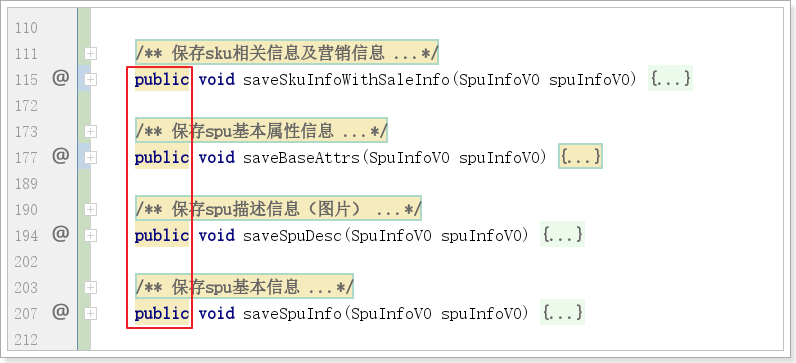 110
111 /** 保存sku相关信息及营销信息 ...*/
115 @ public void saveSkuInfoWithSaleInfo(SpuInfoVO spuInfoVO) {...}
172
173 /** 保存spu基本属性信息 ...*/
177 @ public void saveBaseAttrs(SpuInfoVO spuInfoVO) {...}
189
190 /** 保存spu描述信息（图片） ...*/
194 @ public void saveSpuDesc(SpuInfoVO spuInfoVO) {...}
202
203 /** 保存spu基本信息 ...*/
207 @ public void saveSpuInfo(SpuInfoVO spuInfoVO) {...}
212